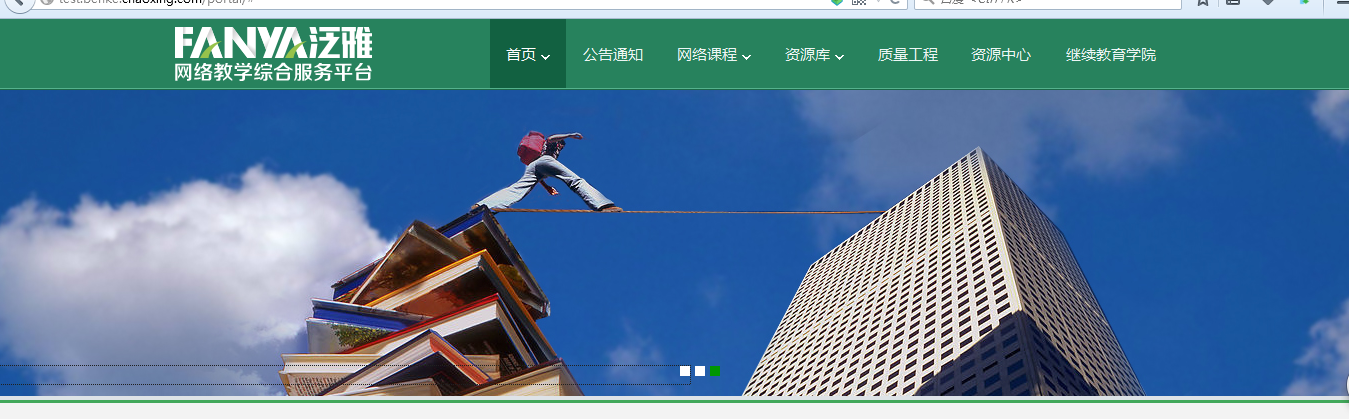 FANYA泛雅
网络教学综合服务平台
首页
公告通知
网络课程
资源库
质量工程
资源中心
继续教育学院